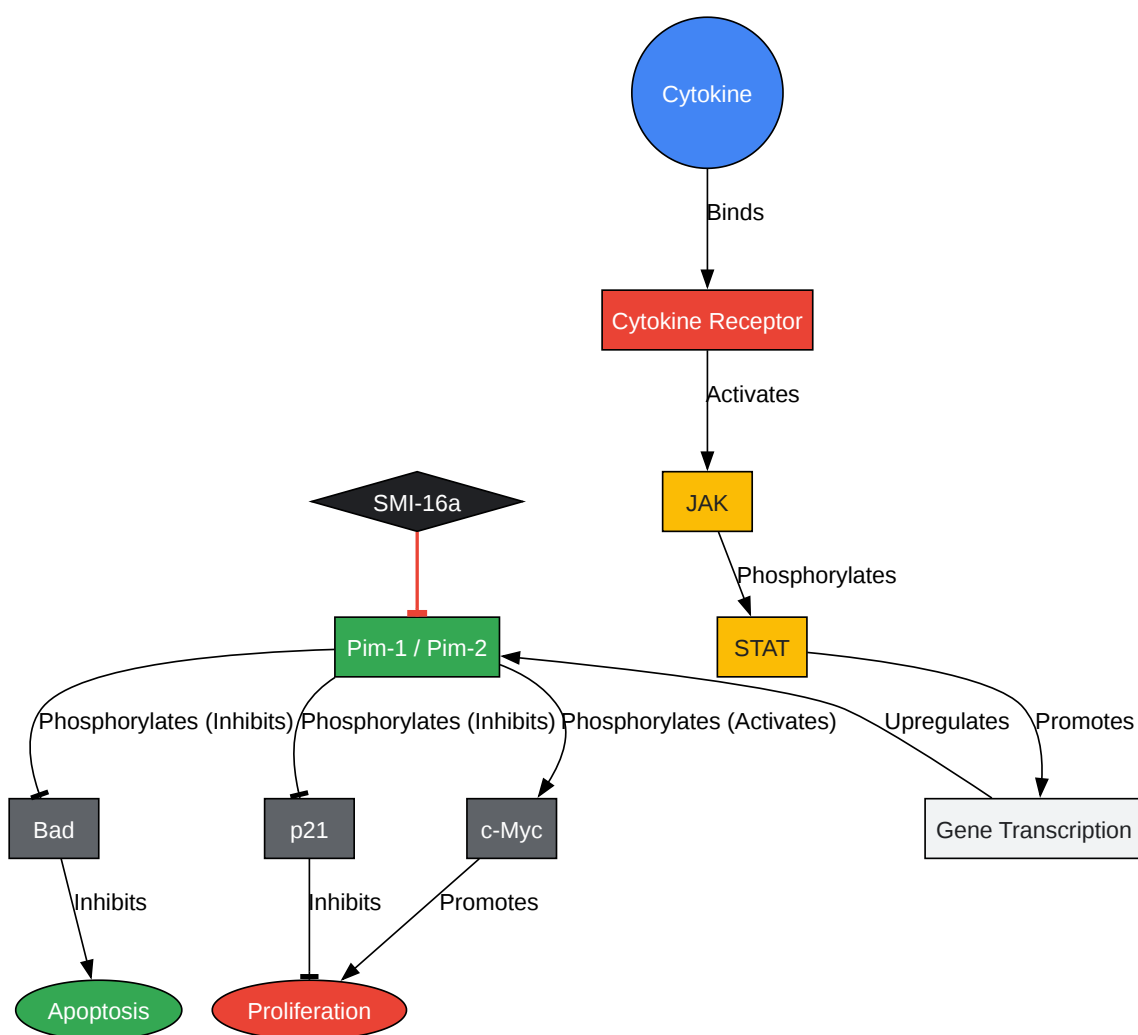 Cytokine
Binds
Cytokine Receptor
Activates
SMI-16a
JAK
Phosphorylates
Pim-1 / Pim-2
STAT
Phosphorylates (Inhibits)
Phosphorylates (Inhibits)
Phosphorylates (Activates)
Upregulates
Promotes
Bad
p21
c-Myc
Gene Transcription
Inhibits
Inhibits
Promotes
Apoptosis
Proliferation